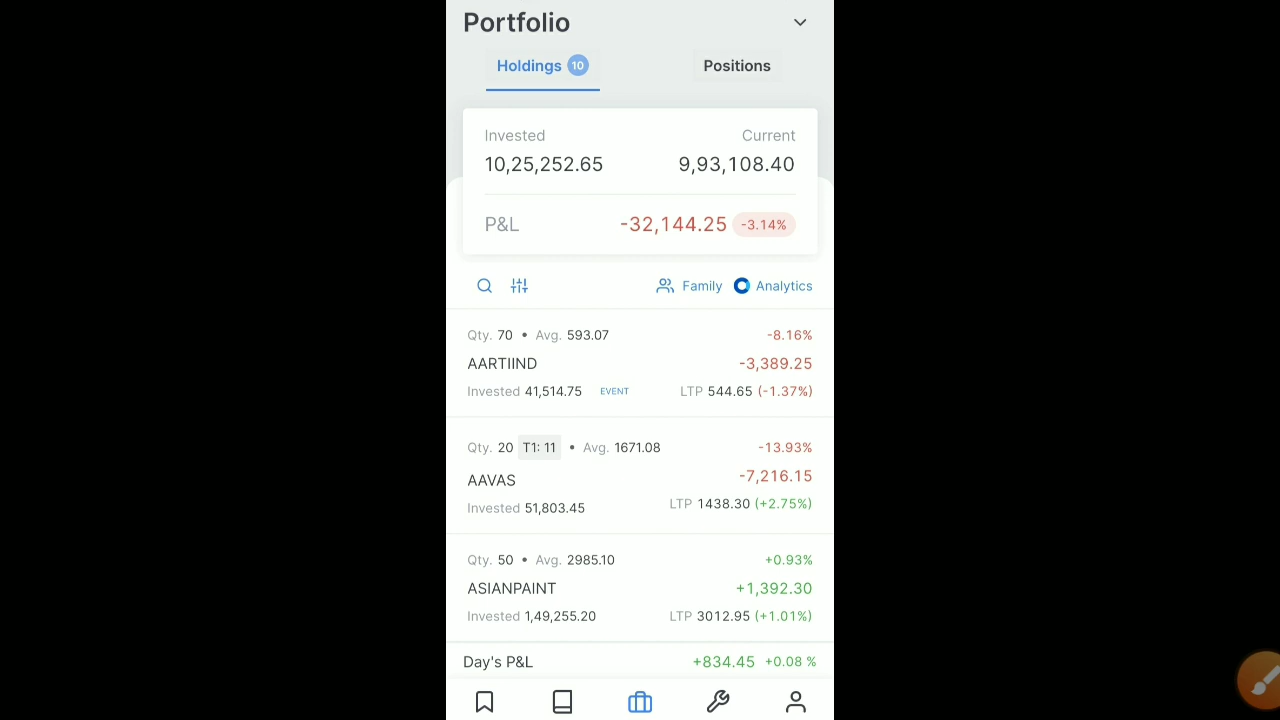 Portfolio
Holdings 10 Positions
Invested Current
10,25,252.65 9,93,108.40
P&L -32,144.25 -3.14%
Family Analytics
Qty. 70 • Avg. 593.07 -8.16%
AARTIIND -3,389.25
Invested 41,514.75 EVENT LTP 544.65 (-1.37%)
Qty. 20 T1: 11 • Avg. 1671.08 -13.93%
AAVAS -7,216.15
Invested 51,803.45 LTP 1438.30 (+2.75%)
Qty. 50 • Avg. 2985.10 +0.93%
ASIANPAINT +1,392.30
Invested 1,49,255.20 LTP 3012.95 (+1.01%)
Day's P&L +834.45 +0.08 %